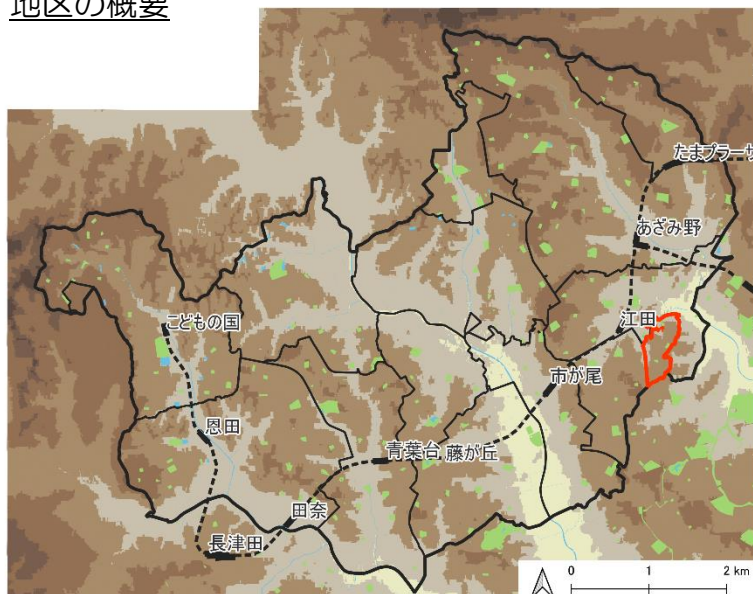 地区の概要
たまプラーザ
あざみ野
江田
こどもの国
市が尾
恩田
青葉台
藤が丘
田奈
長津田
0 1 2 km